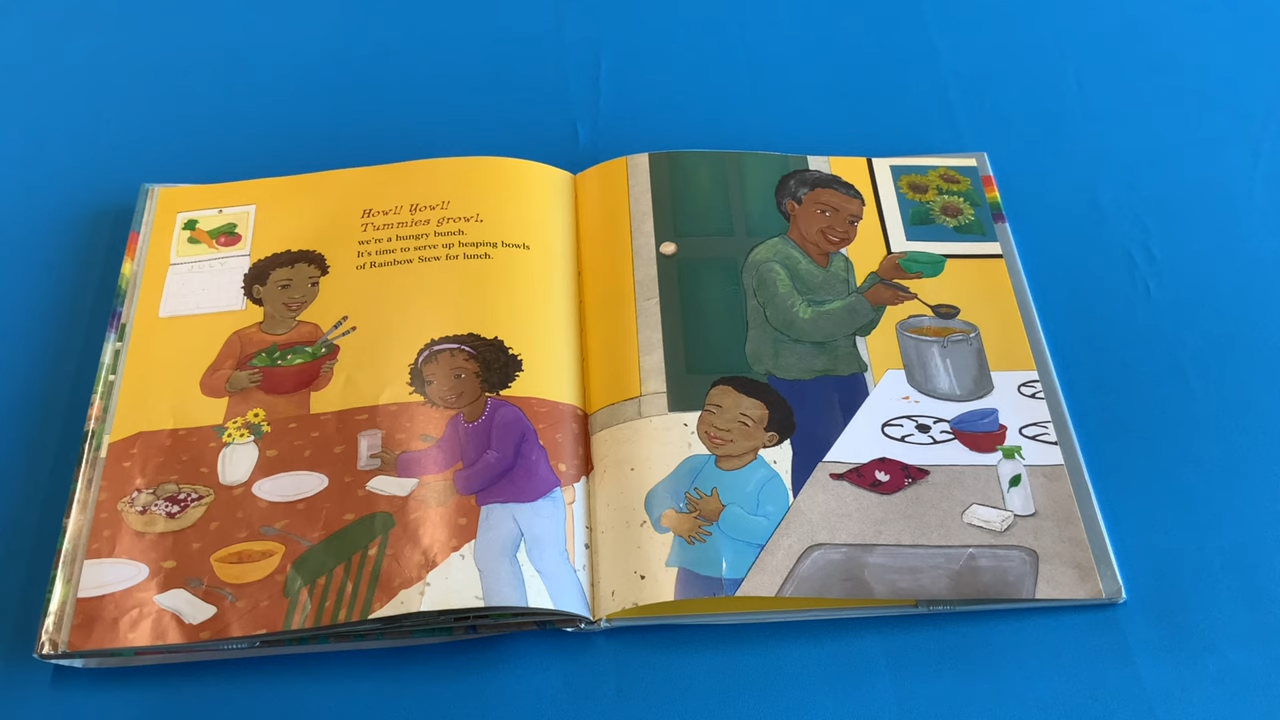 JULY
Howl! Yowl!
Tummies growl,
we're a hungry bunch.
It's time to serve up heaping bowls
of Rainbow Stew for lunch.